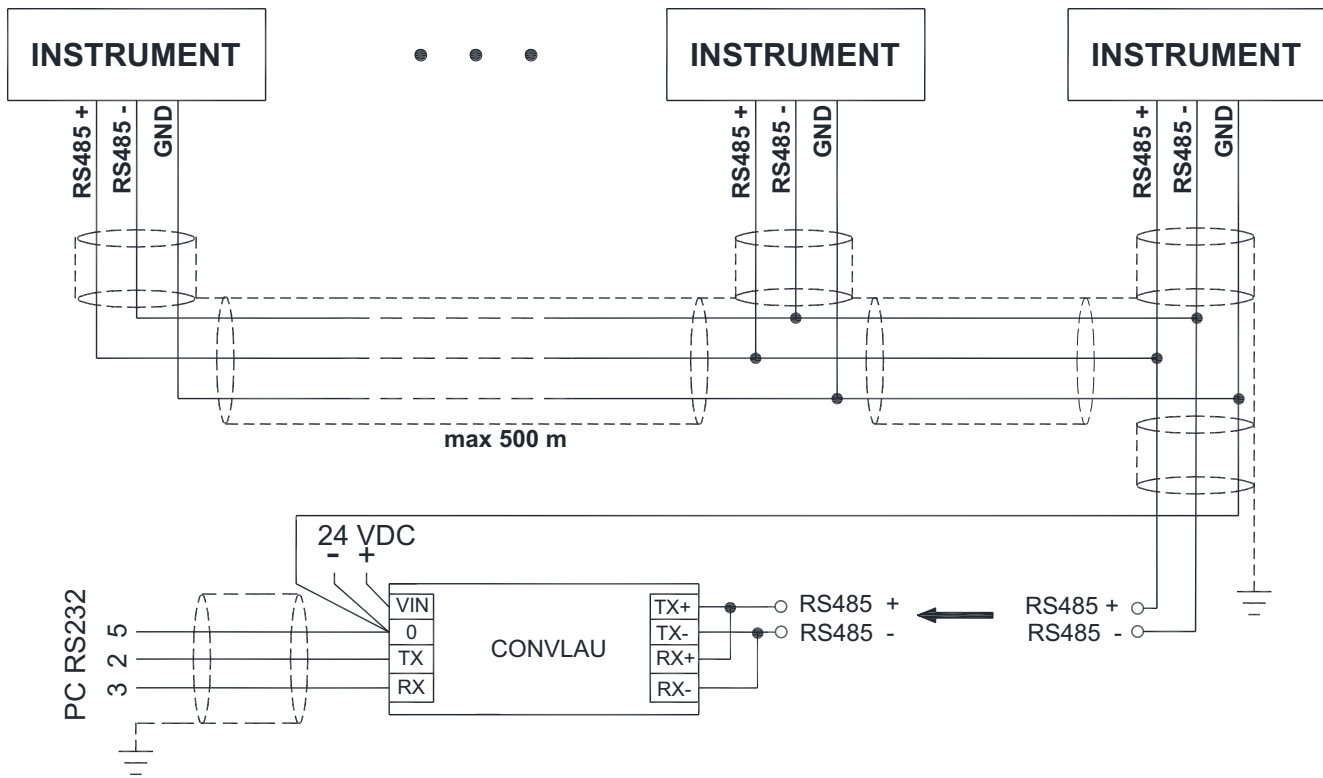 INSTRUMENT
INSTRUMENT
INSTRUMENT
RS485 +
RS485 -
GND
RS485 +
RS485 -
GND
RS485 +
RS485 -
GND
max 500 m
24 VDC
- +
PC RS232
5
2
3
VIN
0
TX
RX
CONVLAU
TX+
TX-
RX+
RX-
RS485 +
RS485 -
RS485 +
RS485 -